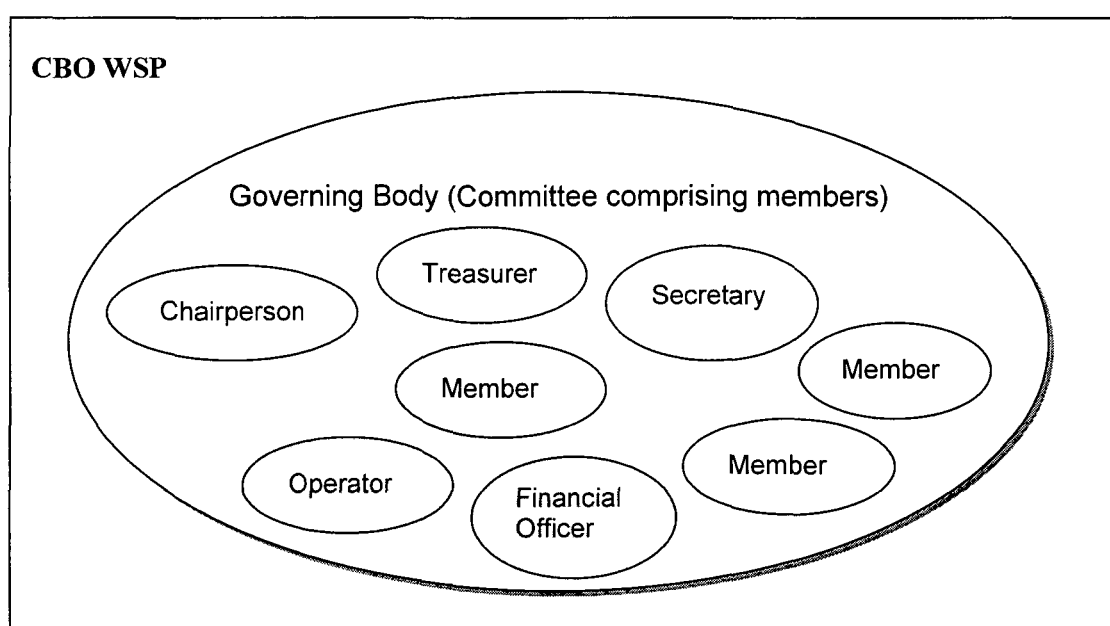 CBO WSP
Governing Body (Committee comprising members)
Treasurer
Secretary
Chairperson
Member
Member
Member
Operator
Financial
Officer